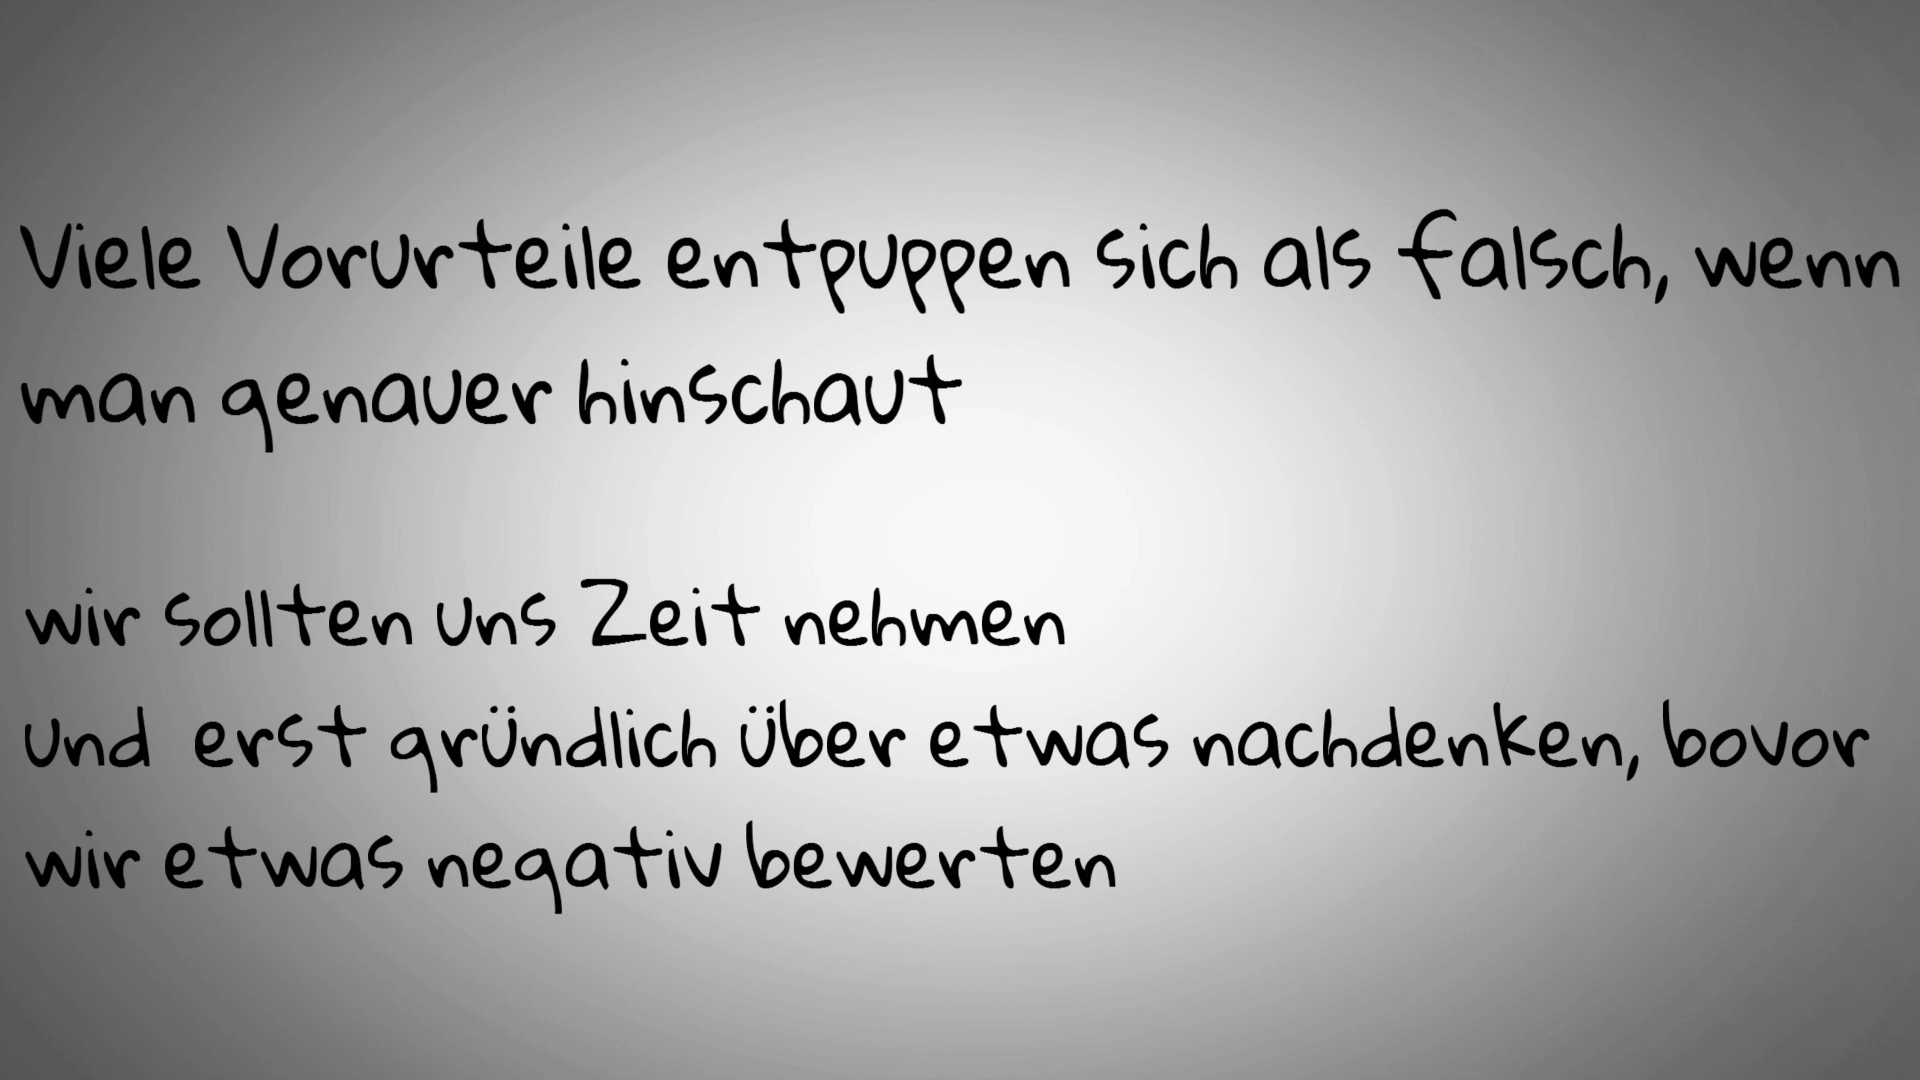 Viele Vorurteile entpuppen sich als falsch, wenn
man genauer hinschaut
wir sollten uns Zeit nehmen
und erst gründlich über etwas nachdenken, bovor
wir etwas negativ bewerten